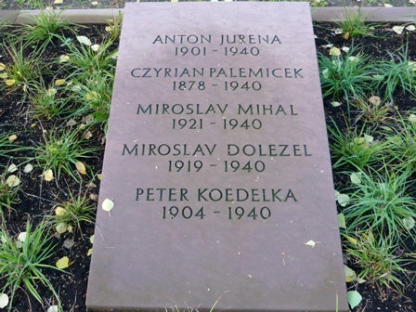 ANTON JURENA
1901 - 1940
CZYRIAN PALEMICEK
1878 - 1940
MIROSLAV MIHAL
1921 - 1940
MIROSLAV DOLEZEL
1919 - 1940
PETER KOEDELKA
1904 - 1940